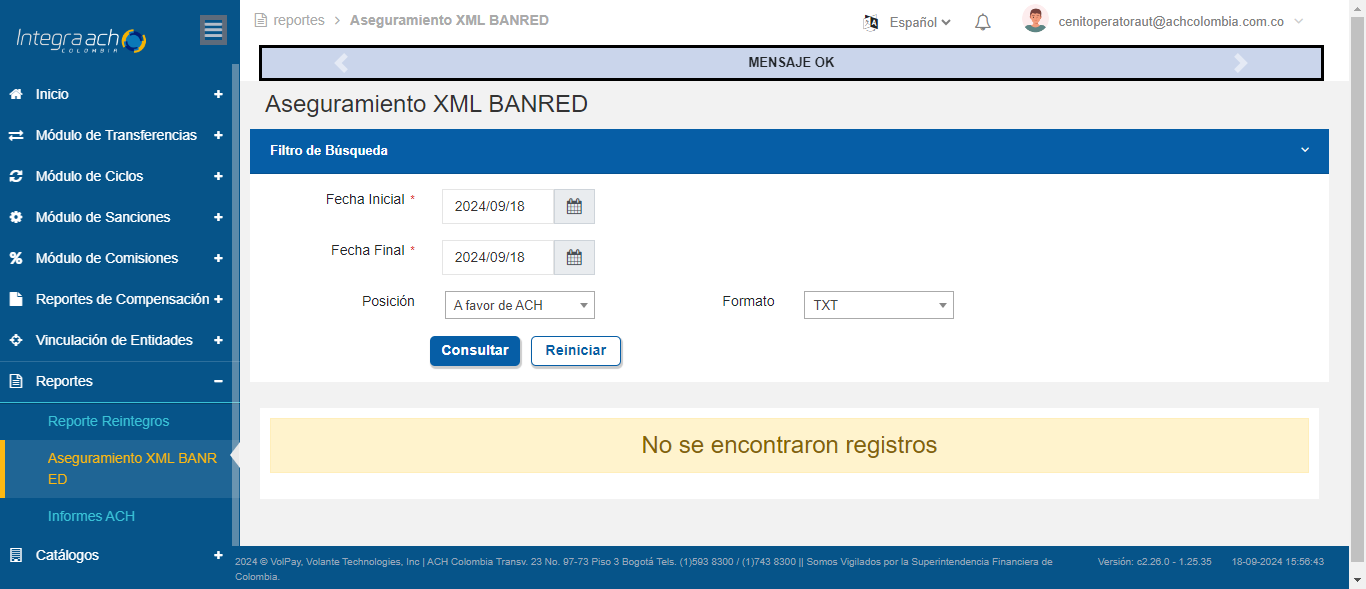 Integra ach
COLOMBIA
reportes > Aseguramiento XML BANRED
Español
cenitoperatoraut@achcolombia.com.co
MENSAJE OK
Inicio +
Módulo de Transferencias +
Módulo de Ciclos +
Módulo de Sanciones +
Módulo de Comisiones +
Reportes de Compensación +
Vinculación de Entidades +
Reportes −
Reporte Reintegros
Aseguramiento XML BANR
ED
Informes ACH
Catálogos +
Aseguramiento XML BANRED
Filtro de Búsqueda
Fecha Inicial * 2024/09/18
Fecha Final * 2024/09/18
Posición A favor de ACH Formato TXT
Consultar Reiniciar
No se encontraron registros
2024 © VolPay, Volante Technologies, Inc | ACH Colombia Transv. 23 No. 97-73 Piso 3 Bogotá Tels. (1)593 8300 / (1)743 8300 || Somos Vigilados por la Superintendencia Financiera de
Colombia.
Versión: c2.26.0 - 1.25.35 18-09-2024 15:56:43